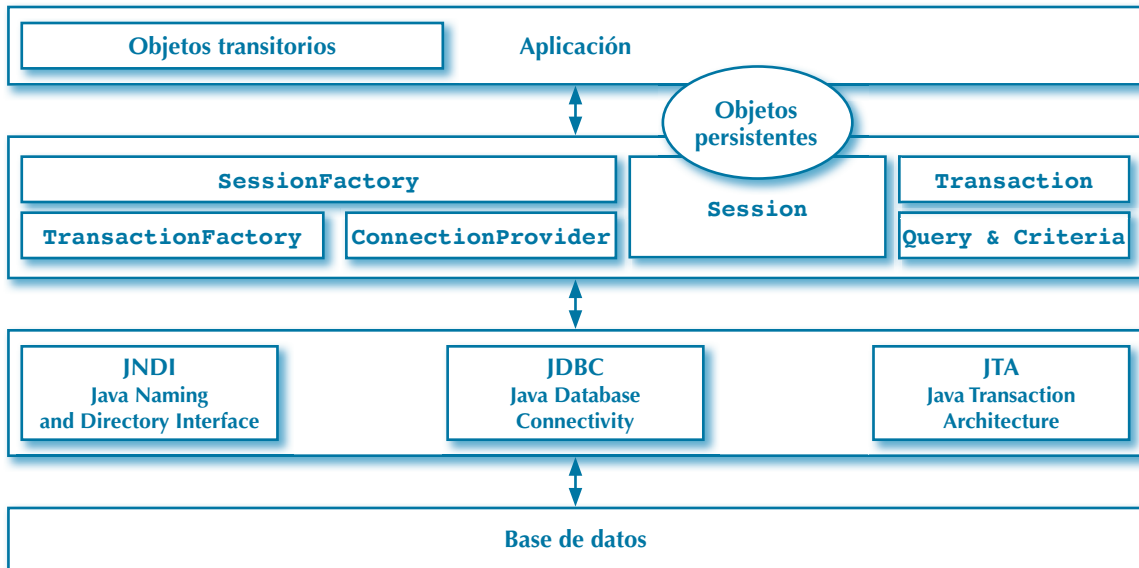 Objetos transitorios
Aplicación
Objetos
persistentes
SessionFactory
Session
Transaction
TransactionFactory
ConnectionProvider
Query & Criteria
JNDI
Java Naming
and Directory Interface
JDBC
Java Database
Connectivity
JTA
Java Transaction
Architecture
Base de datos